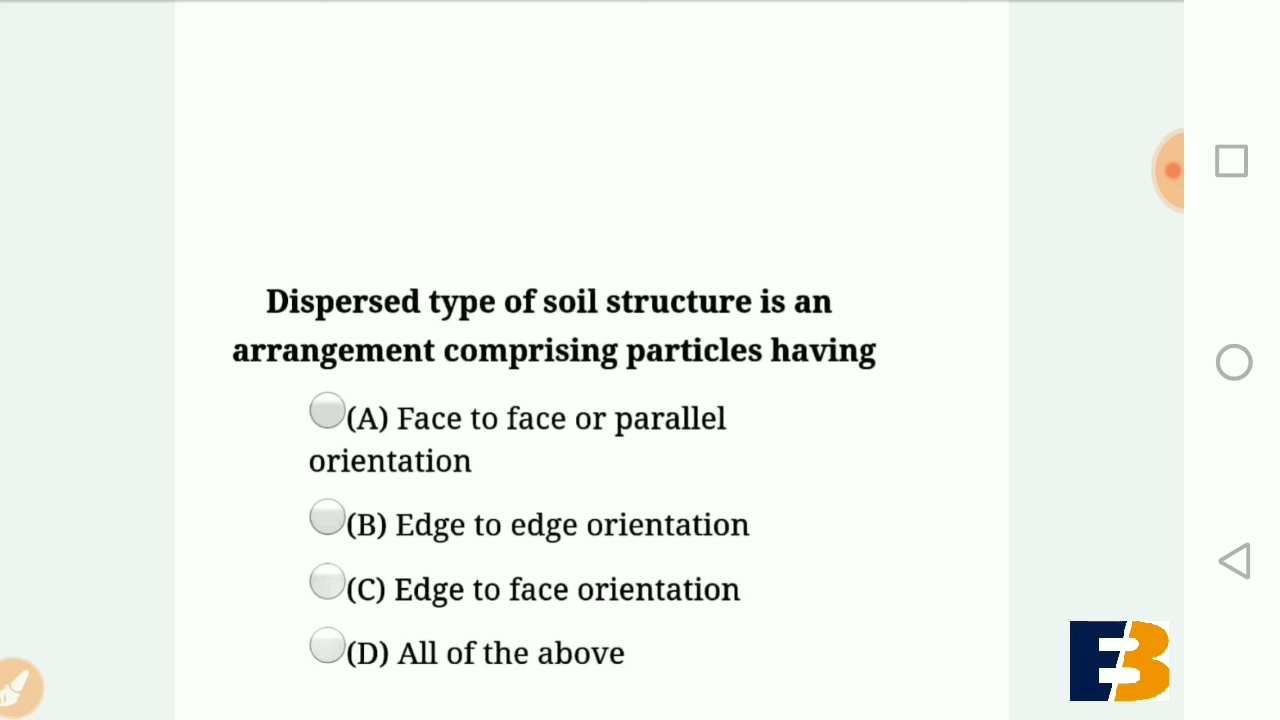 Dispersed type of soil structure is an
arrangement comprising particles having
(A) Face to face or parallel
orientation
(B) Edge to edge orientation
(C) Edge to face orientation
(D) All of the above
EB